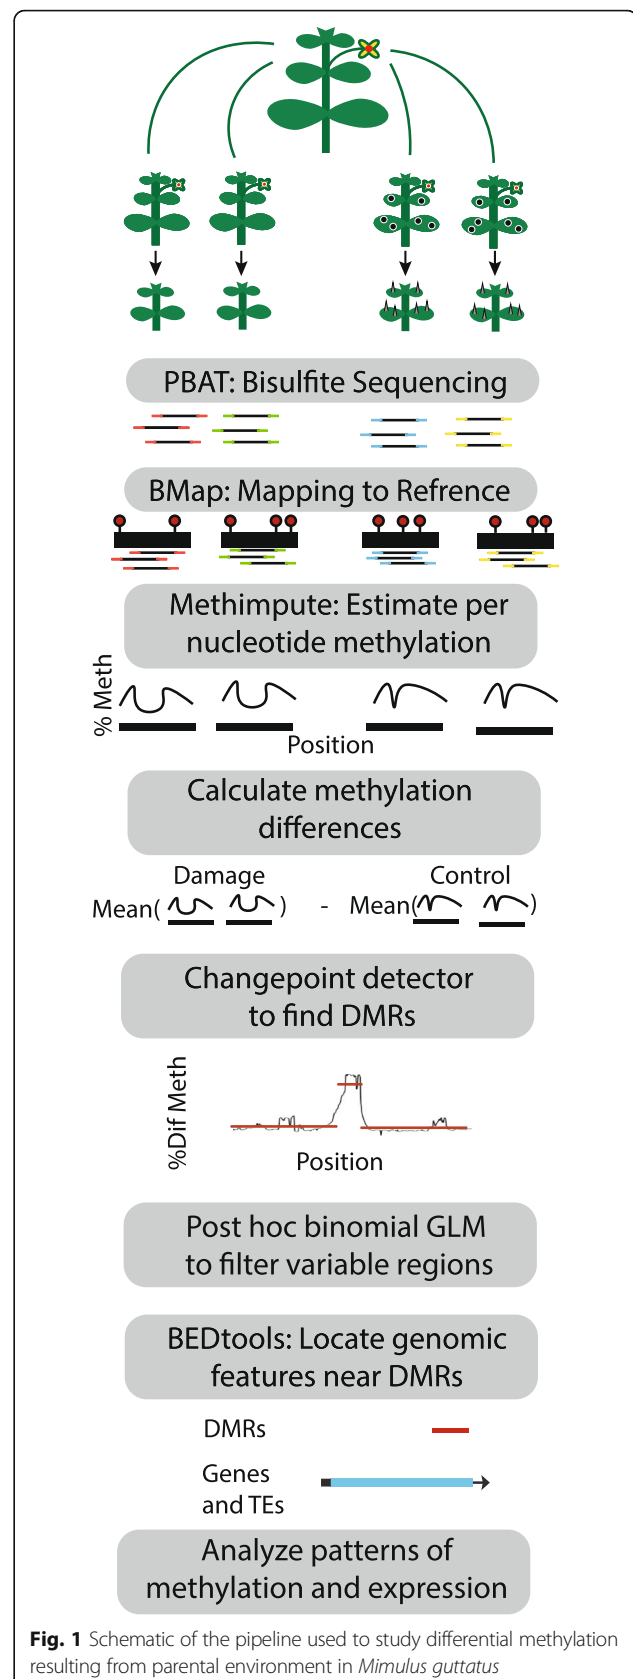 PBAT: Bisulfite Sequencing
BMap: Mapping to Refrence
Methimpute: Estimate per
nucleotide methylation
% Meth
Position
Calculate methylation
differences
Damage
Control
Mean( ) - Mean( )
Changepoint detector
to find DMRs
%Dif Meth
Position
Post hoc binomial GLM
to filter variable regions
BEDtools: Locate genomic
features near DMRs
DMRs
Genes
and TEs
Analyze patterns of
methylation and expression
Fig. 1 Schematic of the pipeline used to study differential methylation
resulting from parental environment in Mimulus guttatus